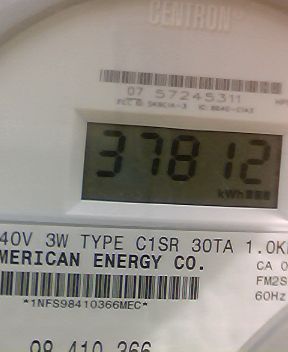 CENTRON®
07 57245311
37812
kWh
40V 3W TYPE C1SR 30TA 1.0K
MERICAN ENERGY CO.
CA 0
FM2S
*1NFS98410366MEC*
60Hz
98 410 366